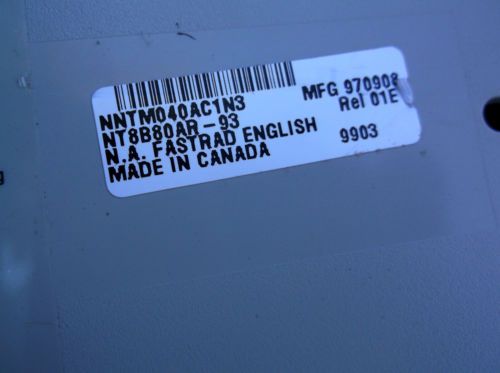 NNTM040AC1N3 MFG 970908
NT8B80AR-93 Rel 01E
N.A. FASTRAD ENGLISH 9903
MADE IN CANADA